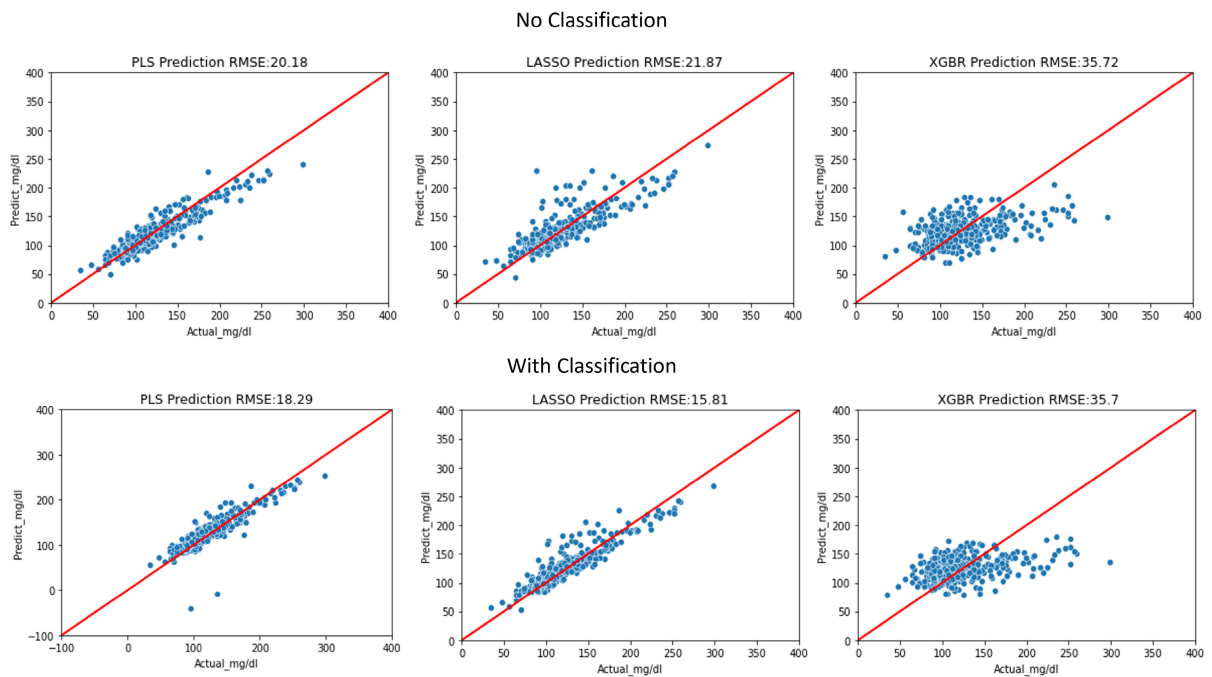 No Classification
PLS Prediction RMSE:20.18
LASSO Prediction RMSE:21.87
XGBR Prediction RMSE:35.72
400 400 400
350 350 350
300 300 300
250 250 250
200 200 200
150 150 150
100 100 100
50 50 50
0 0 0
Predict_mg/dl Predict_mg/dl Predict_mg/dl
0 50 100 150 200 250 300 350 400
0 50 100 150 200 250 300 350 400
0 50 100 150 200 250 300 350 400
Actual_mg/dl Actual_mg/dl Actual_mg/dl
With Classification
PLS Prediction RMSE:18.29
LASSO Prediction RMSE:15.81
XGBR Prediction RMSE:35.7
400
300
200
100
0
−100
Predict_mg/dl
−100 0 100 200 300 400
Actual_mg/dl
400
350
300
250
200
150
100
50
0
Predict_mg/dl
0 50 100 150 200 250 300 350 400
Actual_mg/dl
400
350
300
250
200
150
100
50
0
Predict_mg/dl
0 50 100 150 200 250 300 350 400
Actual_mg/dl